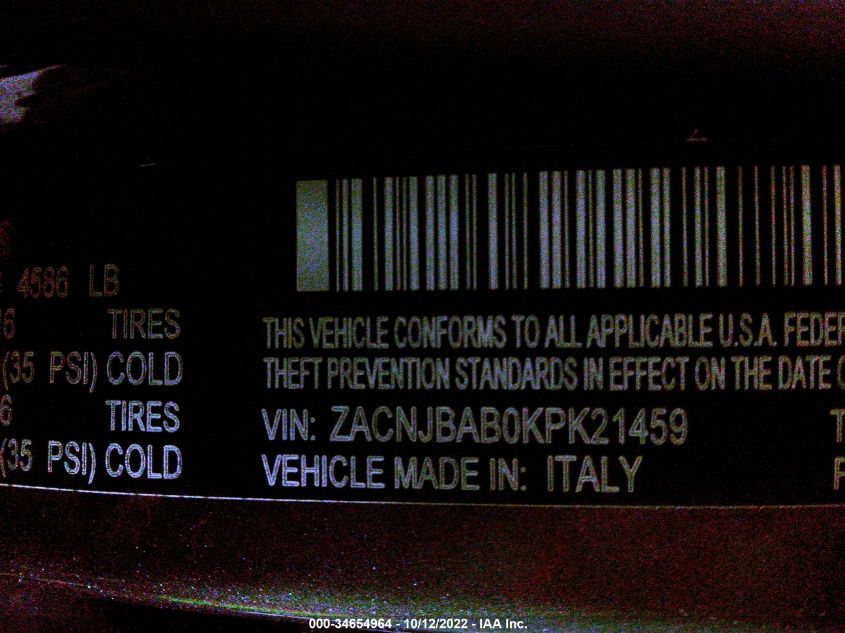 4586 LB
TIRES
(35 PSI) COLD
TIRES
(35 PSI) COLD
THIS VEHICLE CONFORMS TO ALL APPLICABLE U.S.A. FEDER
THEFT PREVENTION STANDARDS IN EFFECT ON THE DATE O
VIN: ZACNJBAB0KPK21459
VEHICLE MADE IN: ITALY
000-34654964 - 10/12/2022 - IAA Inc.